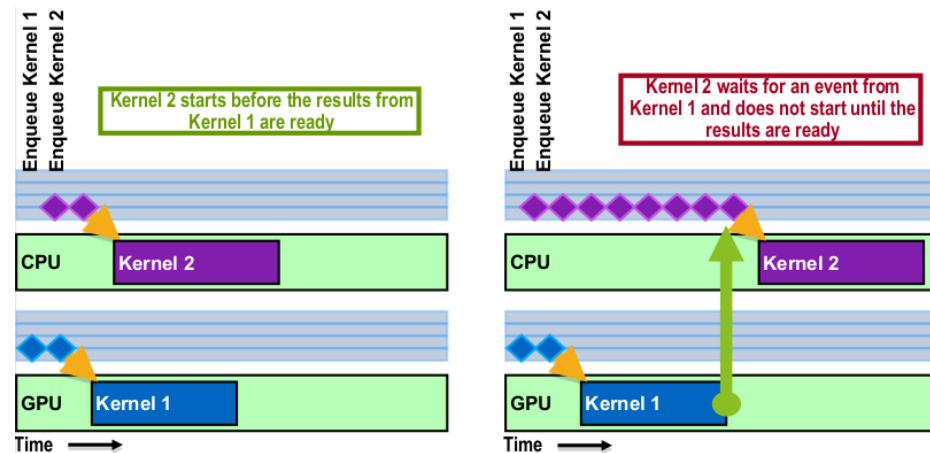 Enqueue Kernel 1
Enqueue Kernel 2
Kernel 2 starts before the results from
Kernel 1 are ready
CPU
Kernel 2
GPU
Kernel 1
Time
Enqueue Kernel 1
Enqueue Kernel 2
Kernel 2 waits for an event from
Kernel 1 and does not start until the
results are ready
CPU
Kernel 2
GPU
Kernel 1
Time